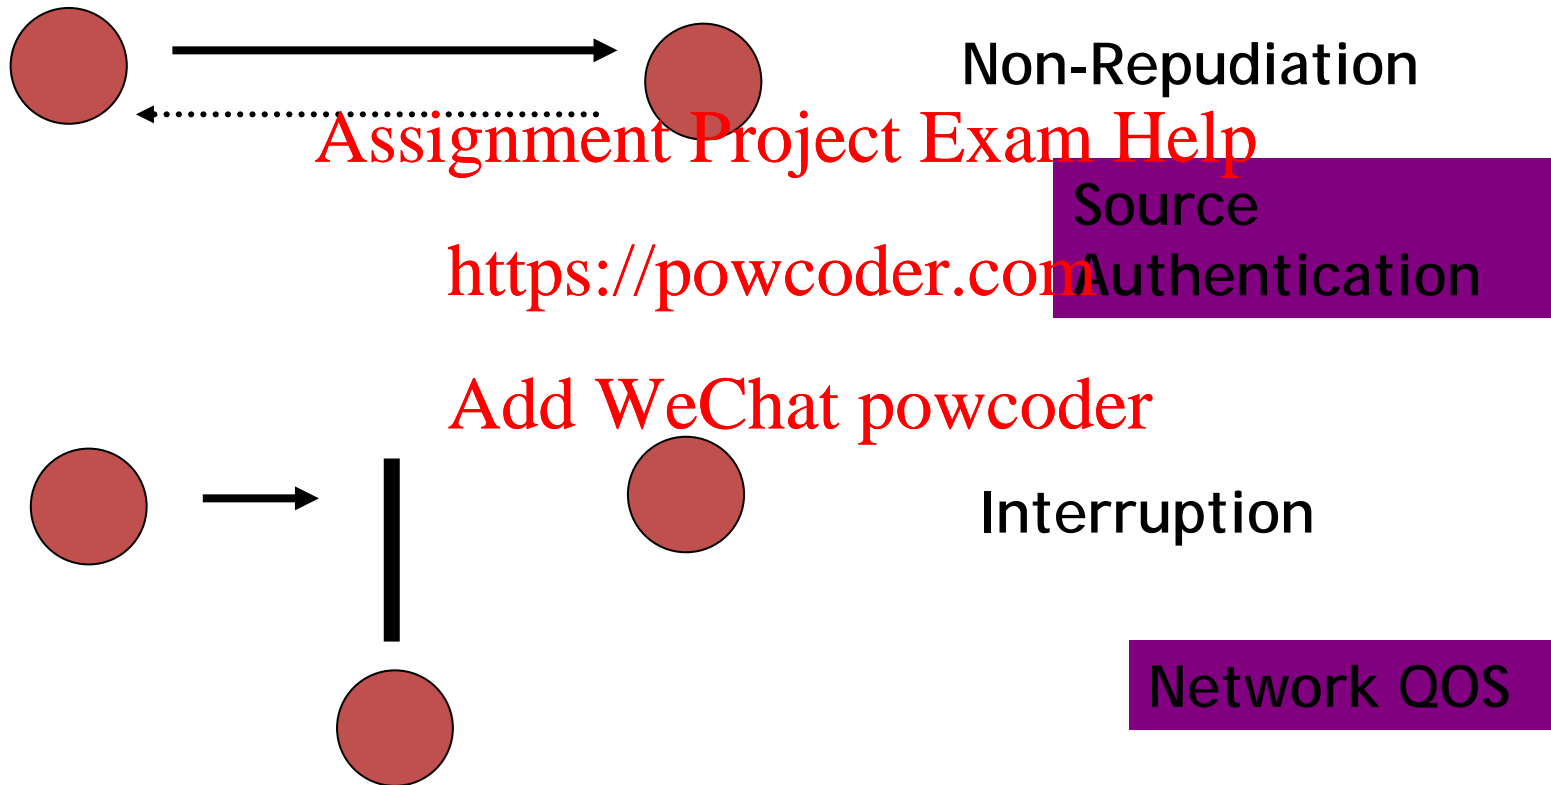 Non-Repudiation
Assignment Project Exam Help
Source
Authentication
https://powcoder.com
Add WeChat powcoder
Interruption
Network QOS